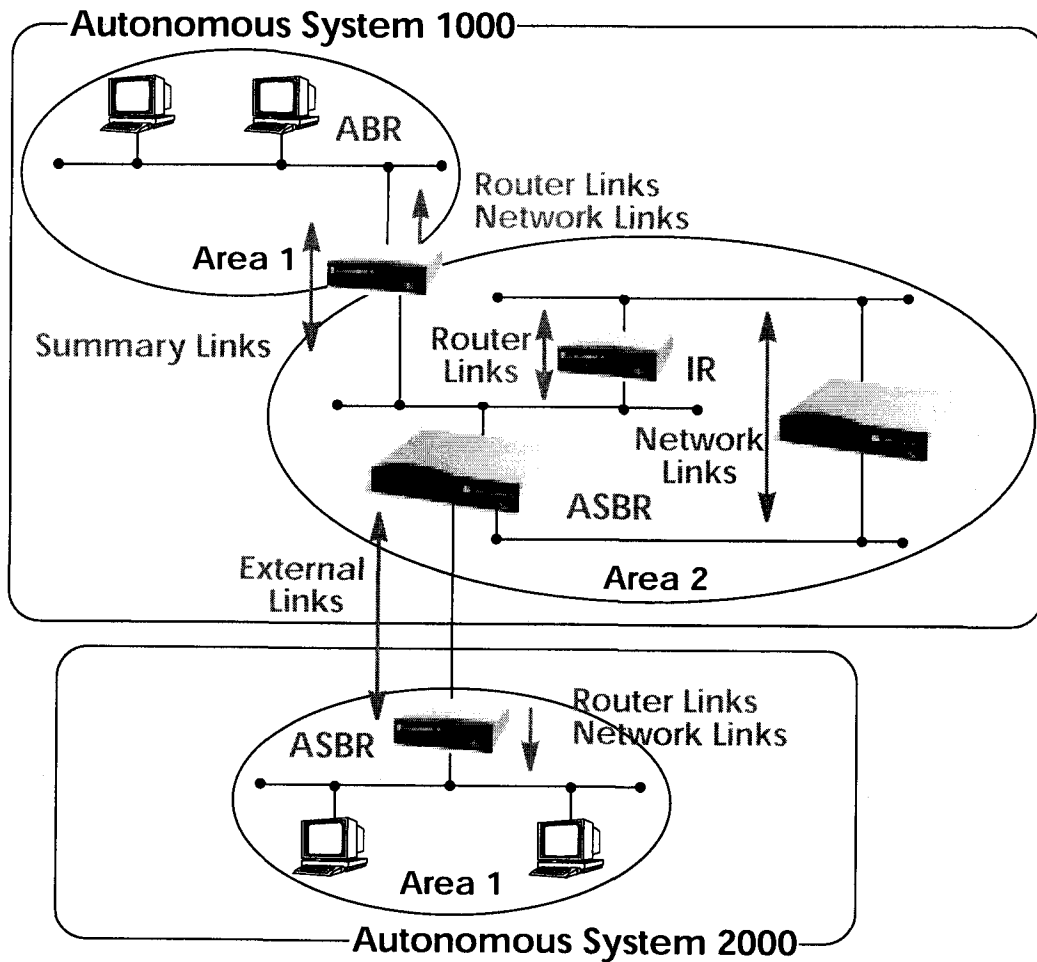 Autonomous System 1000
ABR
Router Links
Network Links
Area 1
Summary Links
Router
Links
IR
Network
Links
ASBR
External
Links
Area 2
Router Links
Network Links
ASBR
Area 1
Autonomous System 2000